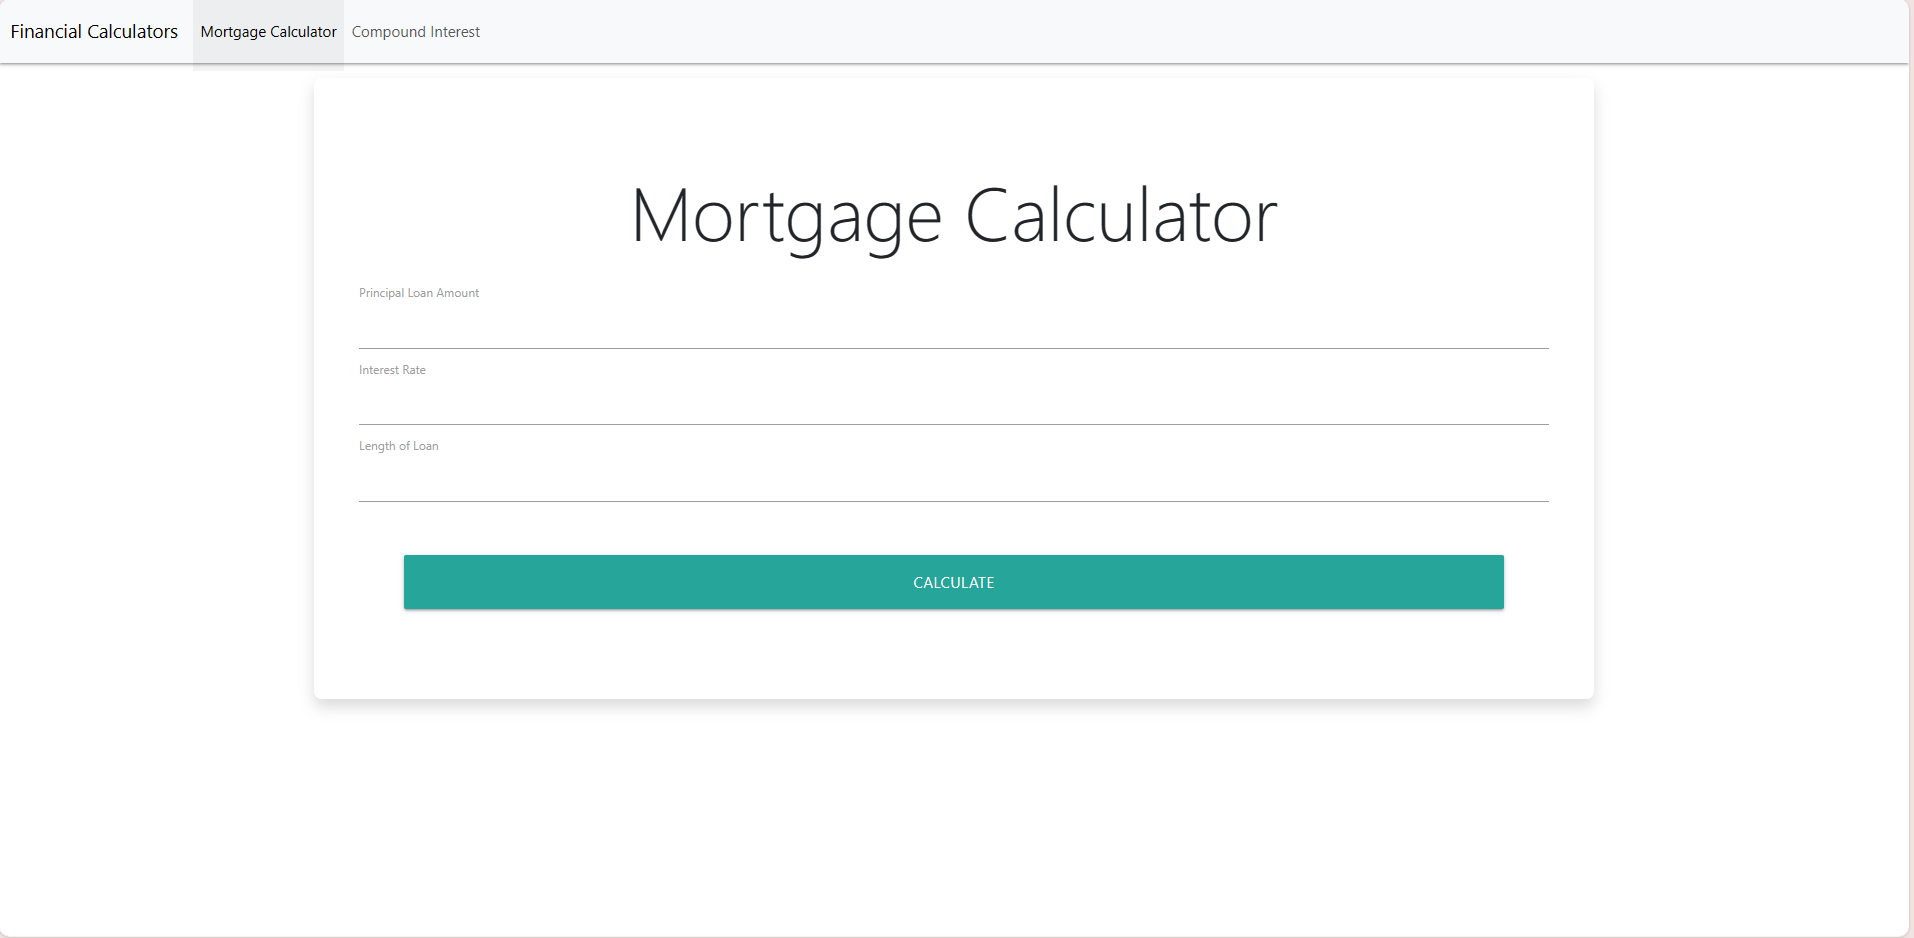 Financial Calculators Mortgage Calculator Compound Interest
Mortgage Calculator
Principal Loan Amount
Interest Rate
Length of Loan
CALCULATE